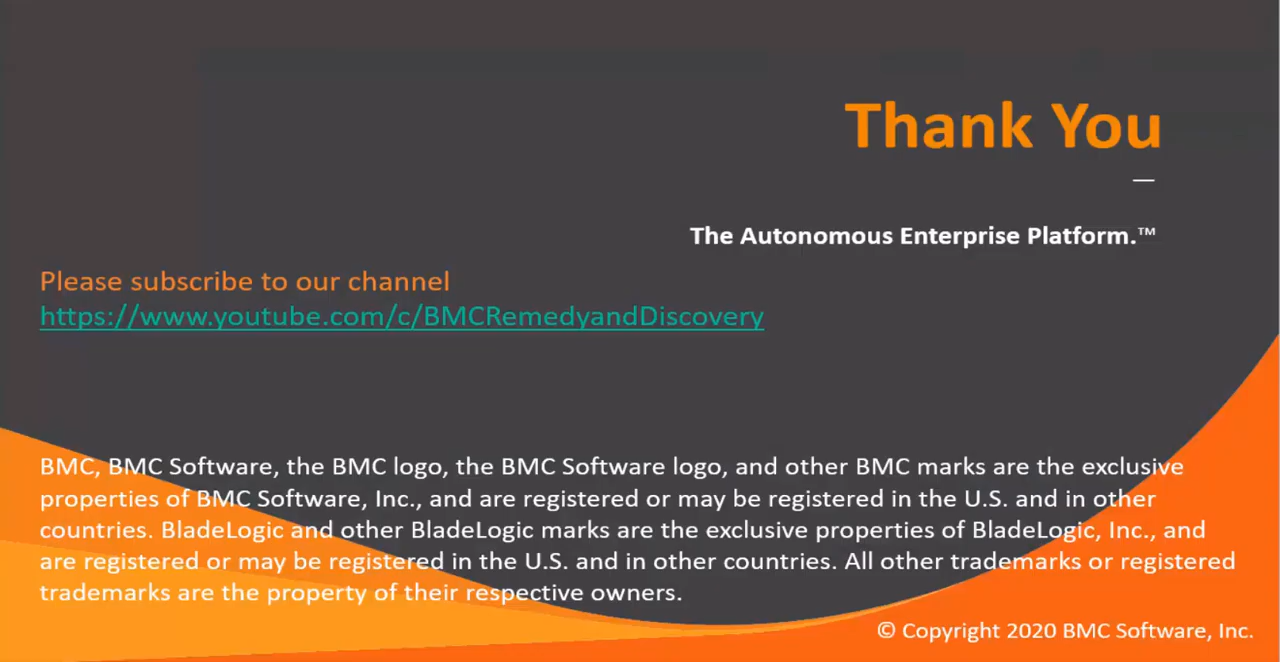 Thank You
—
The Autonomous Enterprise Platform.™
Please subscribe to our channel
https://www.youtube.com/c/BMCRemedyandDiscovery
BMC, BMC Software, the BMC logo, the BMC Software logo, and other BMC marks are the exclusive
properties of BMC Software, Inc., and are registered or may be registered in the U.S. and in other
countries. BladeLogic and other BladeLogic marks are the exclusive properties of BladeLogic, Inc., and
are registered or may be registered in the U.S. and in other countries. All other trademarks or registered
trademarks are the property of their respective owners.
© Copyright 2020 BMC Software, Inc.